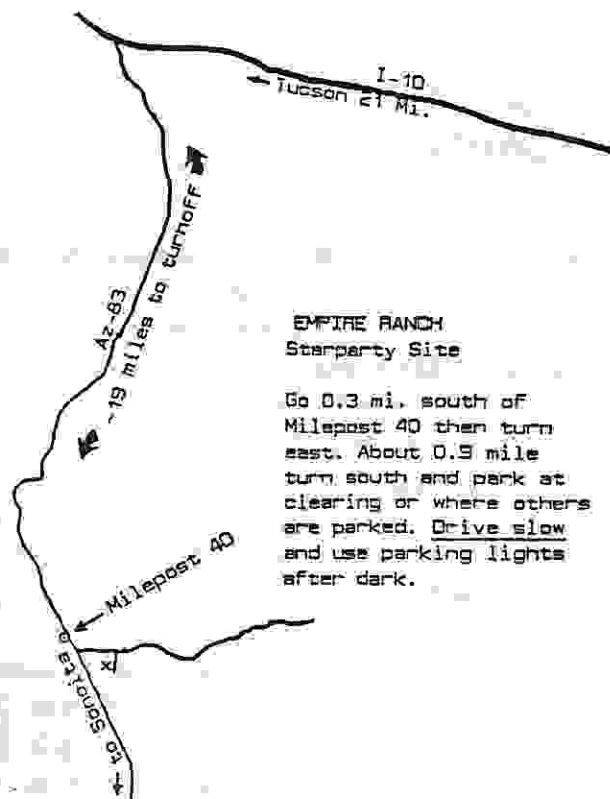 I-10
← Tucson 21 Mi.
~19 miles to turnoff
Az-83
EMPIRE RANCH
Starparty Site
Go 0.3 mi. south of
Milepost 40 then turn
east. About 0.9 mile
turn south and park at
clearing or where others
are parked. Drive slow
and use parking lights
after dark.
Milepost 40
X
← to Sonoita